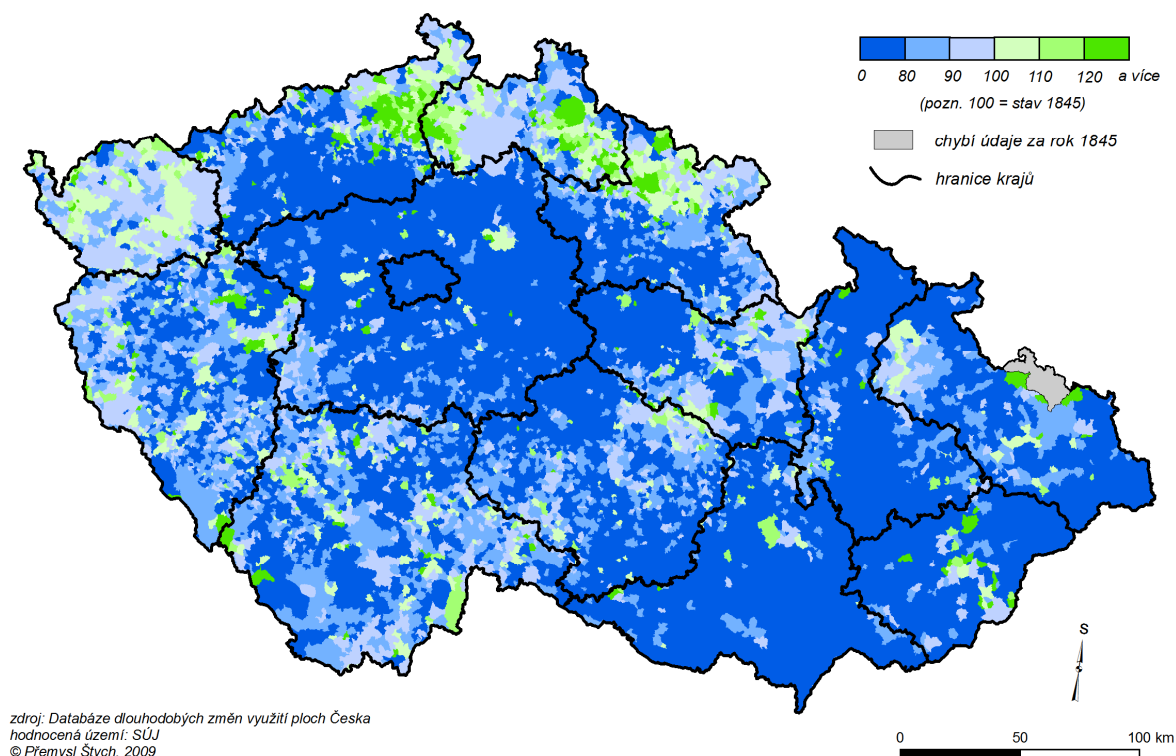 0 80 90 100 110 120 a více
(pozn. 100 = stav 1845)
chybí údaje za rok 1845
hranice krajů
S
zdroj: Databáze dlouhodobých změn využití ploch Česka
hodnocená území: SÚJ
© Přemysl Štych, 2009
0 50 100 km